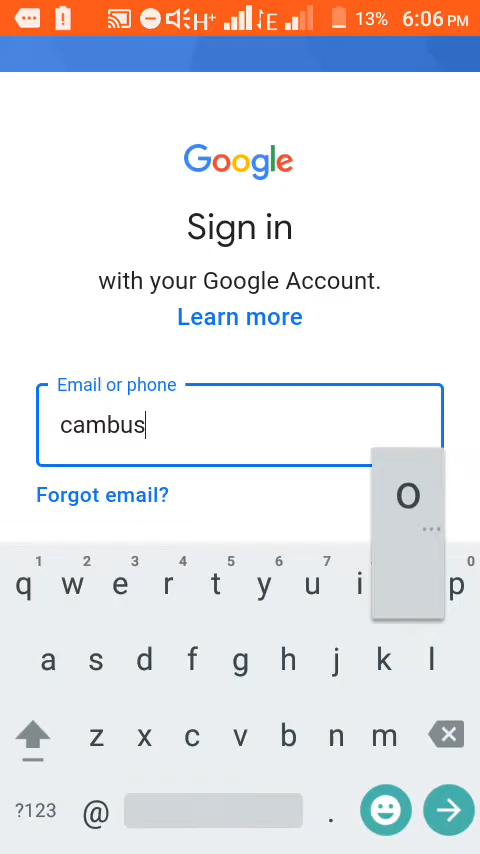 H+ E 13% 6:06 PM
Google
Sign in
with your Google Account.
Learn more
Email or phone
cambus
Forgot email?
o
1 2 3 4 5 6 7 0
q w e r t y u i p
a s d f g h j k l
z x c v b n m
?123 @ .